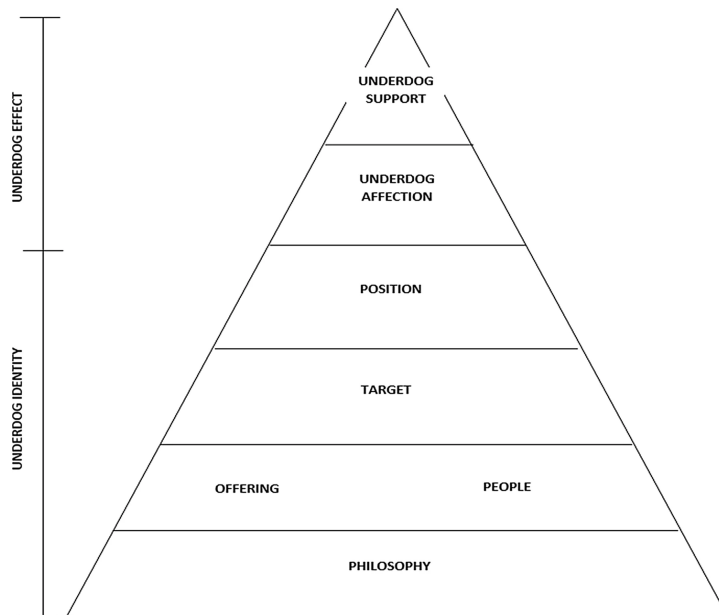 UNDERDOG EFFECT
UNDERDOG
SUPPORT
UNDERDOG
AFFECTION
UNDERDOG IDENTITY
POSITION
TARGET
OFFERING PEOPLE
PHILOSOPHY